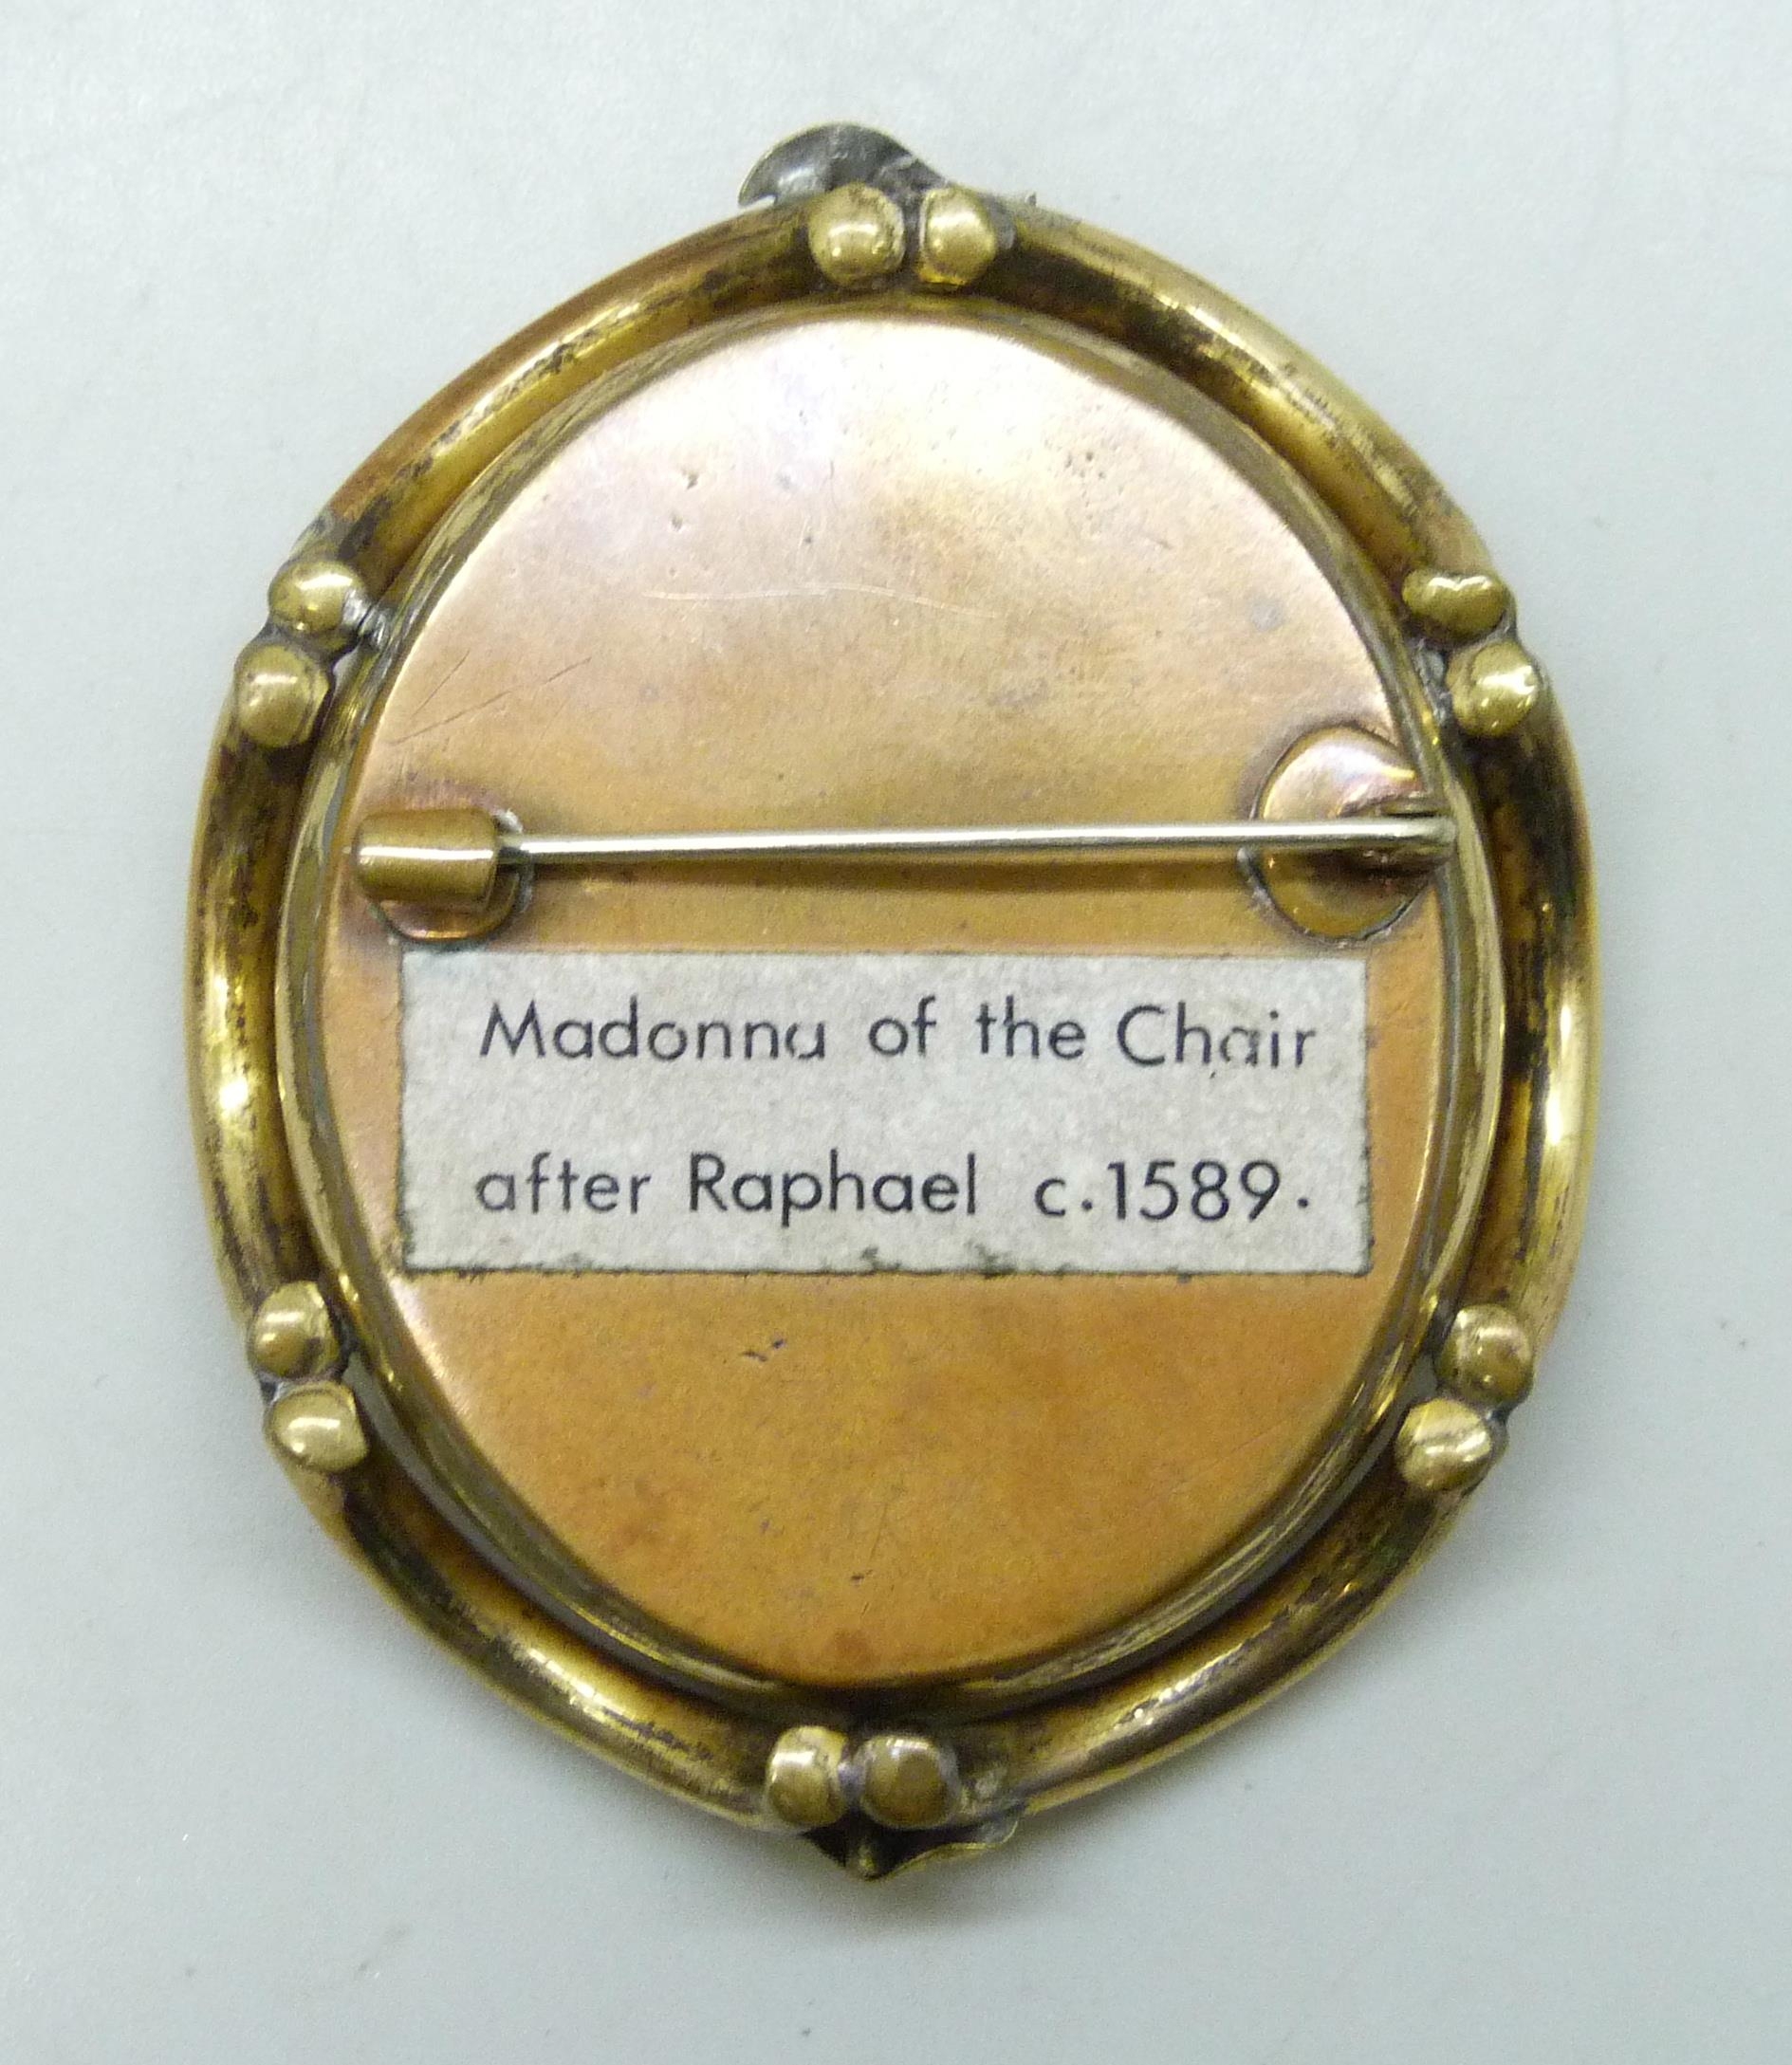 Madonna of the Chair
after Raphael c.1589.